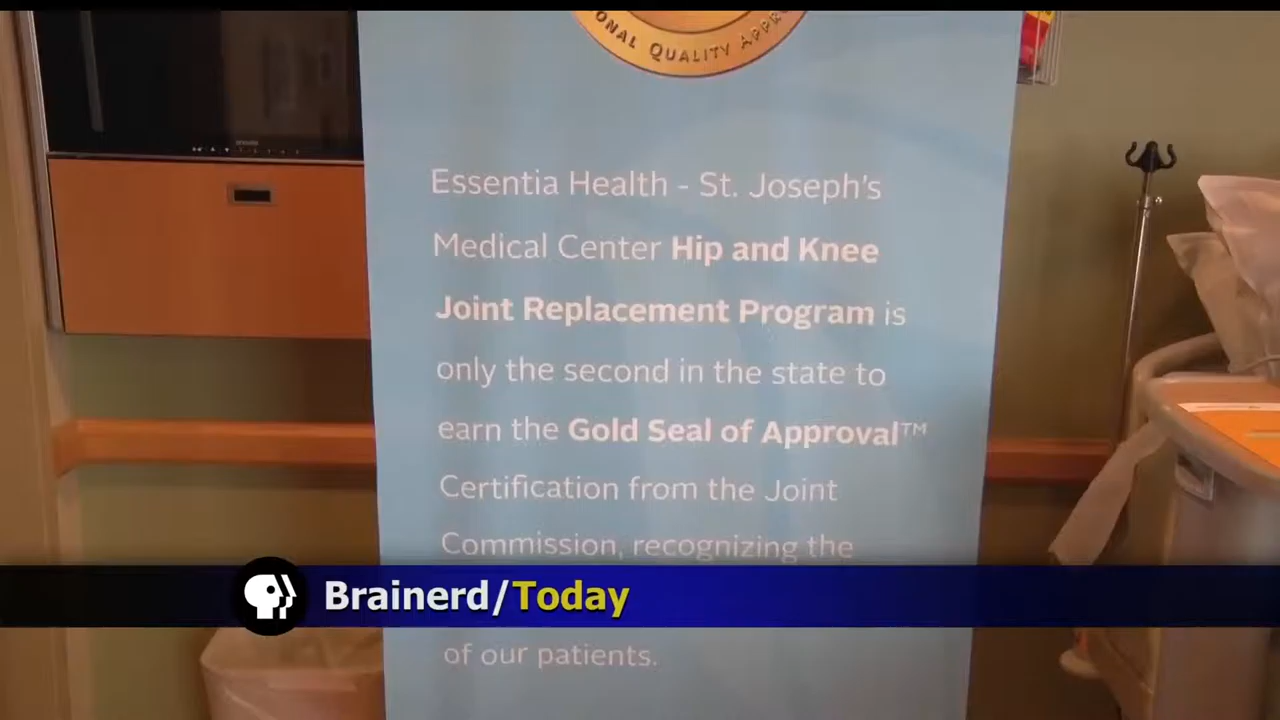 ONAL QUALITY APPR
Essentia Health - St. Joseph's
Medical Center Hip and Knee
Joint Replacement Program is
only the second in the state to
earn the Gold Seal of Approval™
Certification from the Joint
Commission, recognizing the
Brainerd/Today
of our patients.